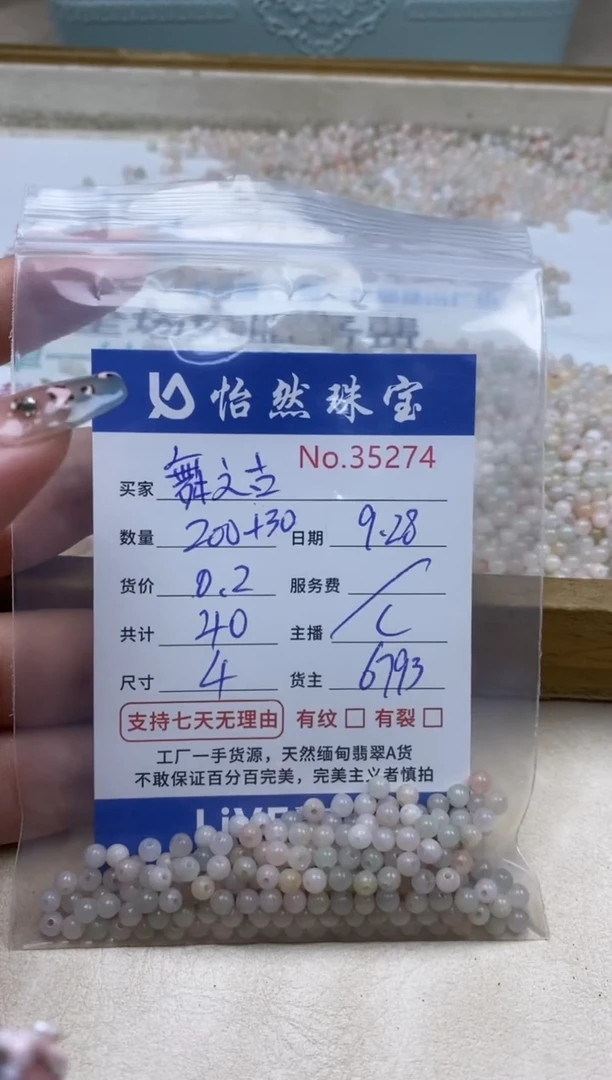 怡然珠宝
No.35274
买家 舞文吉
数量 200+30 日期 9.28
货价 0.2 服务费 /
共计 40 主播 L
尺寸 4 货主 6793
支持七天无理由 有纹 □ 有裂 □
工厂一手货源，天然缅甸翡翠A货
不敢保证百分百完美，完美主义者慎拍
LiVE